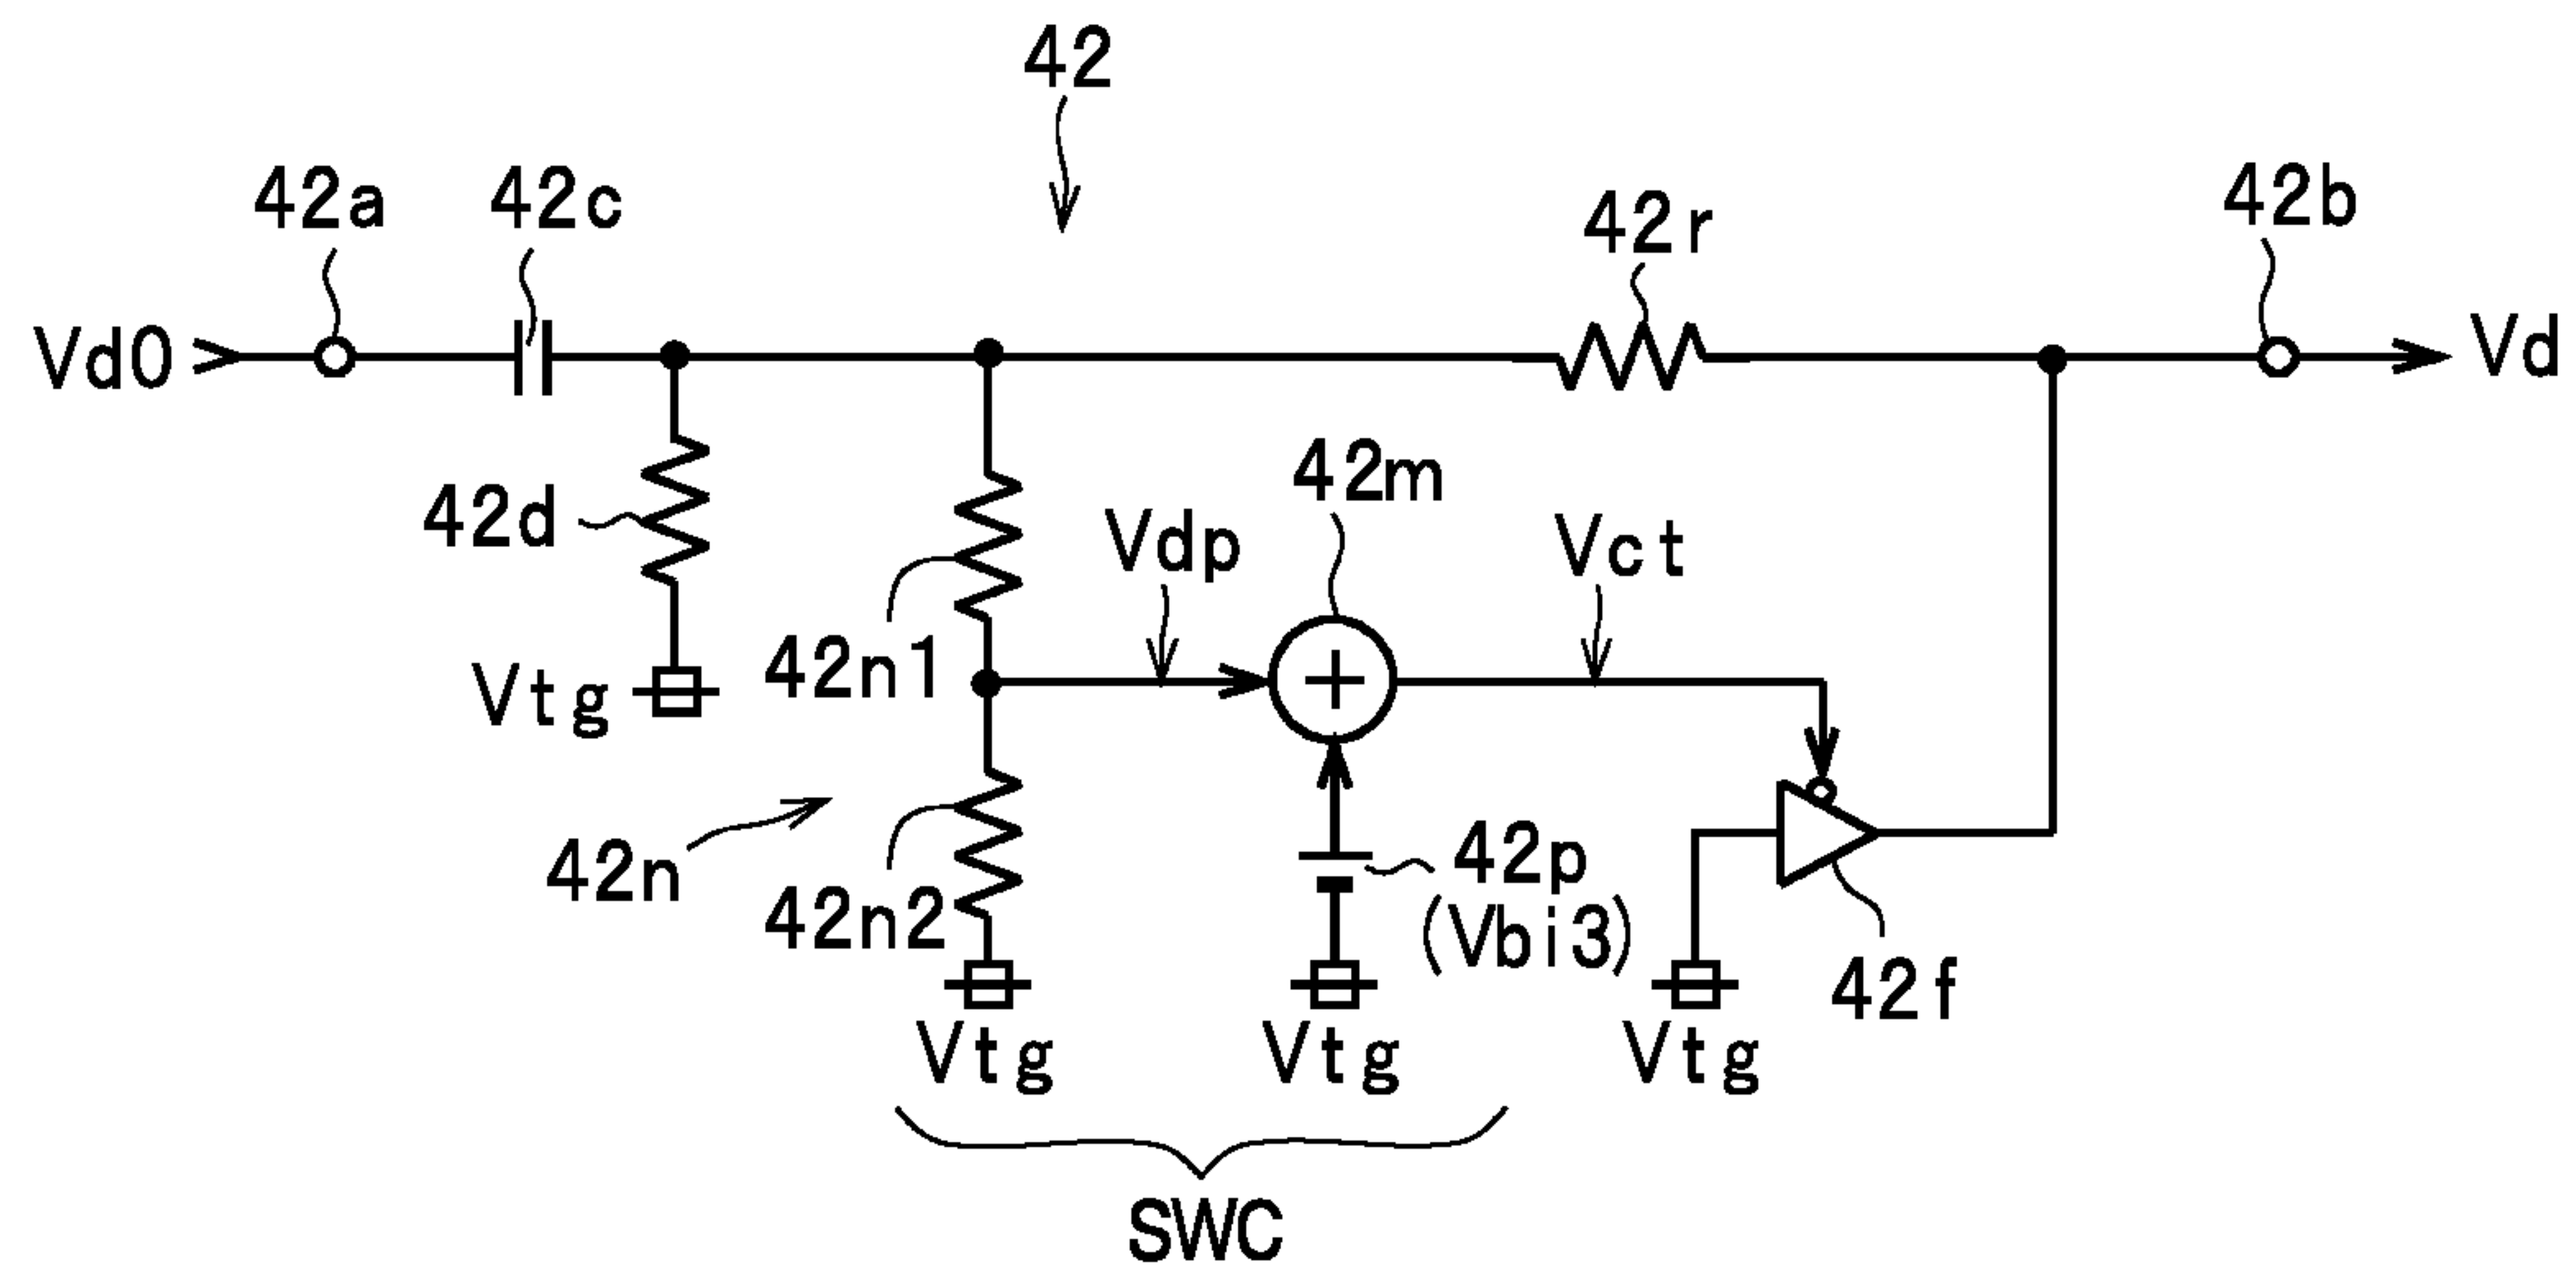 42
42a
42c
42r
42b
Vd0
Vd
42d
42m
Vdp
Vct
42n1
Vtg
42n
42n2
42p
(Vbi3)
42f
Vtg
Vtg
Vtg
+
SWC